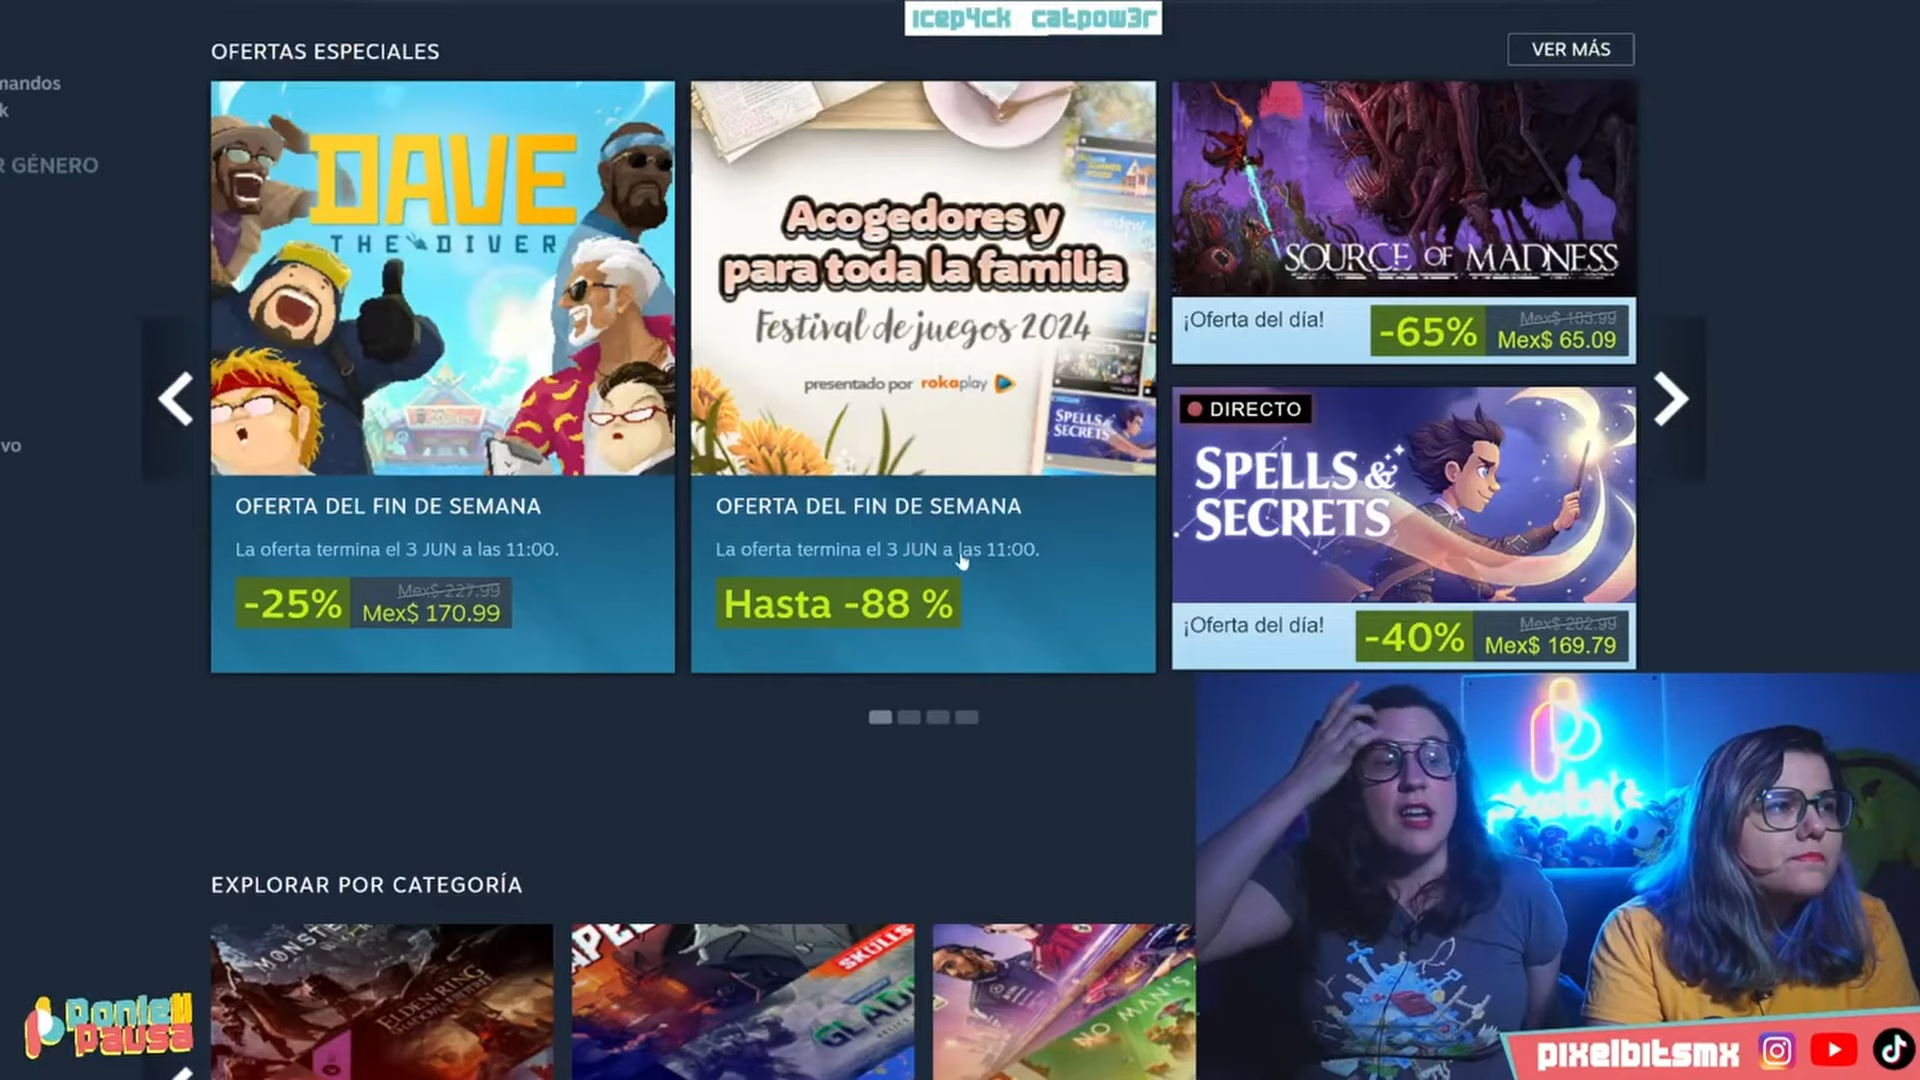 icep4ck catpow3r
OFERTAS ESPECIALES
VER MÁS
mandos
k
R GÉNERO
vo
DAVE
THE DIVER
OFERTA DEL FIN DE SEMANA
La oferta termina el 3 JUN a las 11:00.
-25%
Mex$ 227.99
Mex$ 170.99
Acogedores y
para toda la familia
Festival de juegos 2024
presentado por rokaplay
SPELLS &
SECRETS
OFERTA DEL FIN DE SEMANA
La oferta termina el 3 JUN a las 11:00.
Hasta -88 %
SOURCE OF MADNESS
¡Oferta del día!
-65%
Mex$ 185.99
Mex$ 65.09
DIRECTO
SPELLS &
SECRETS
¡Oferta del día!
-40%
Mex$ 282.99
Mex$ 169.79
EXPLORAR POR CATEGORÍA
MONSTER
ELDEN RING
SKULLS
NO MAN'S
Ponle
Pausa
pixelbitsmx